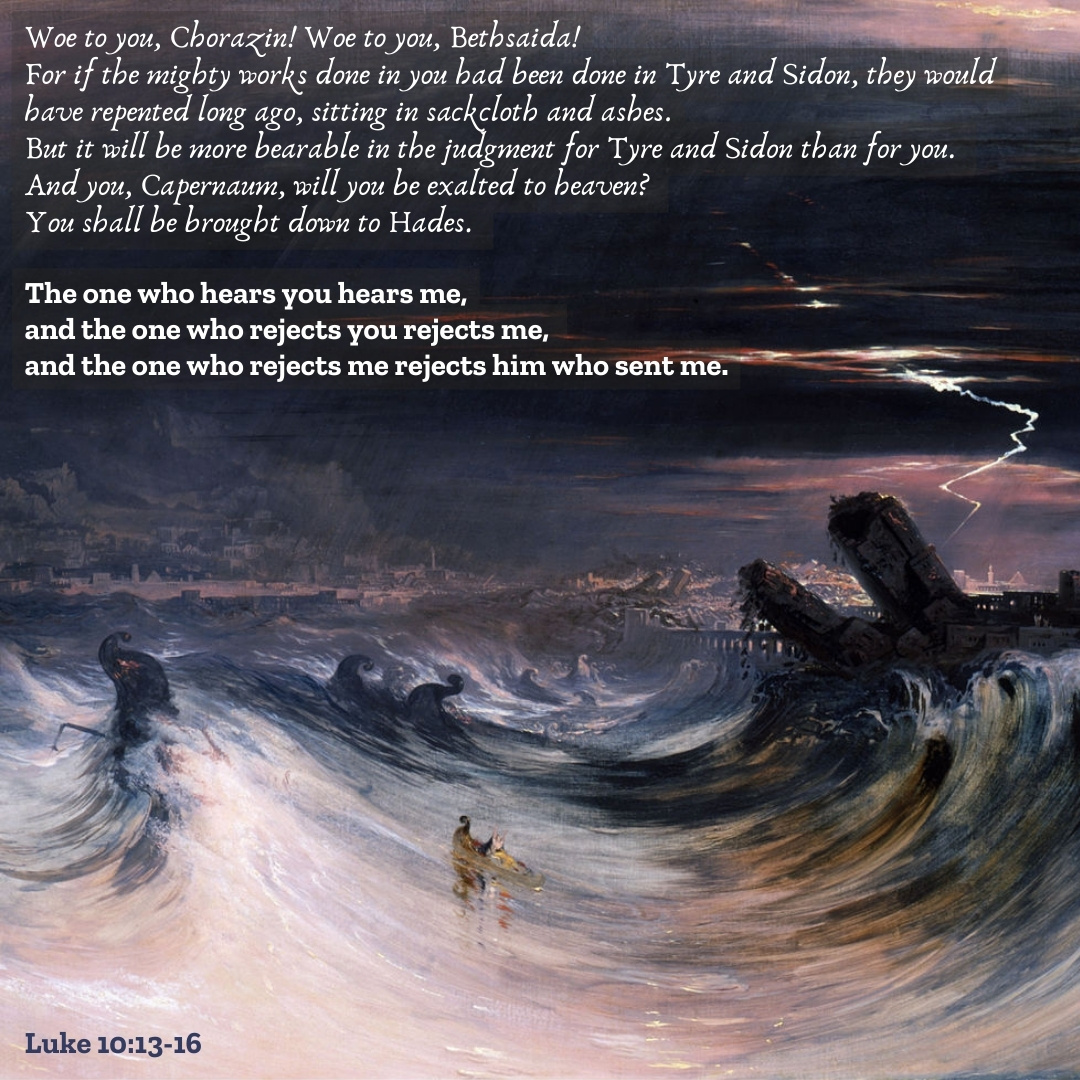 Woe to you, Chorazin! Woe to you, Bethsaida!
For if the mighty works done in you had been done in Tyre and Sidon, they would
have repented long ago, sitting in sackcloth and ashes.
But it will be more bearable in the judgment for Tyre and Sidon than for you.
And you, Capernaum, will you be exalted to heaven?
You shall be brought down to Hades.
The one who hears you hears me,
and the one who rejects you rejects me,
and the one who rejects me rejects him who sent me.
Luke 10:13-16